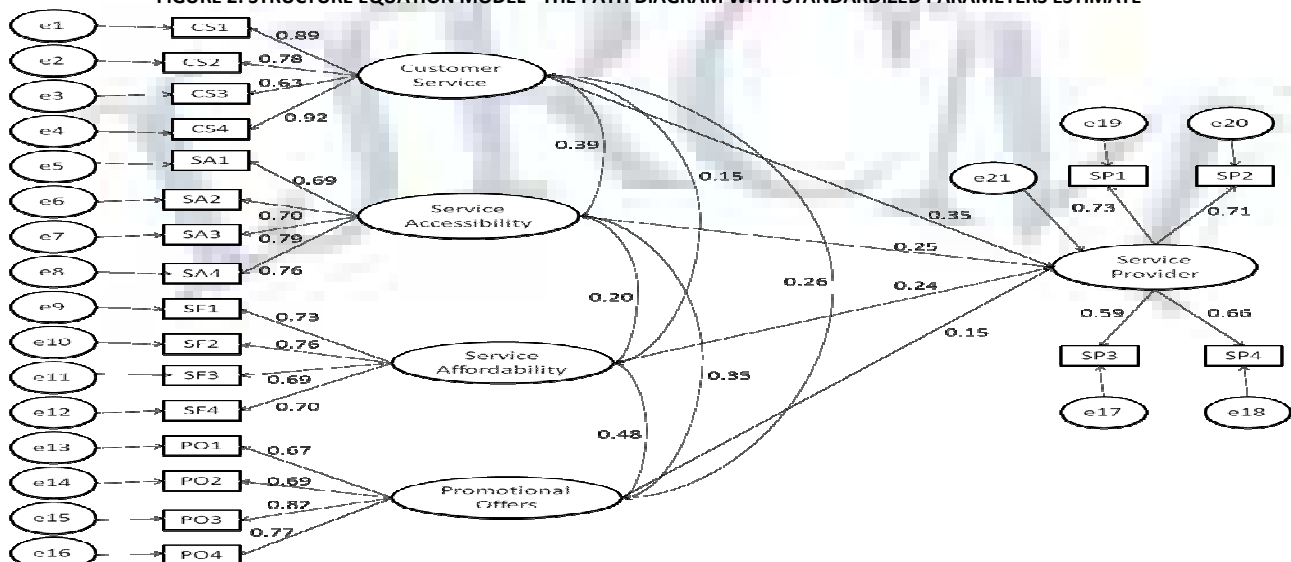 FIGURE 2: STRUCTURE EQUATION MODEL - THE PATH DIAGRAM WITH STANDARDIZED PARAMETERS ESTIMATE
e1
CS1
0.89
e2
CS2
0.78
e3
CS3
0.63
e4
CS4
0.92
Customer
Service
e5
SA1
0.69
e6
SA2
0.70
e7
SA3
0.79
e8
SA4
0.76
Service
Accessibility
e9
SF1
0.73
e10
SF2
0.76
e11
SF3
0.69
e12
SF4
0.70
Service
Affordability
e13
PO1
0.67
e14
PO2
0.69
e15
PO3
0.87
e16
PO4
0.77
Promotional
Offers
0.39
0.15
0.20
0.26
0.35
0.48
0.35
0.25
0.24
0.15
e19
e20
e21
SP1
SP2
0.73
0.71
Service
Provider
0.59
0.66
SP3
SP4
e17
e18